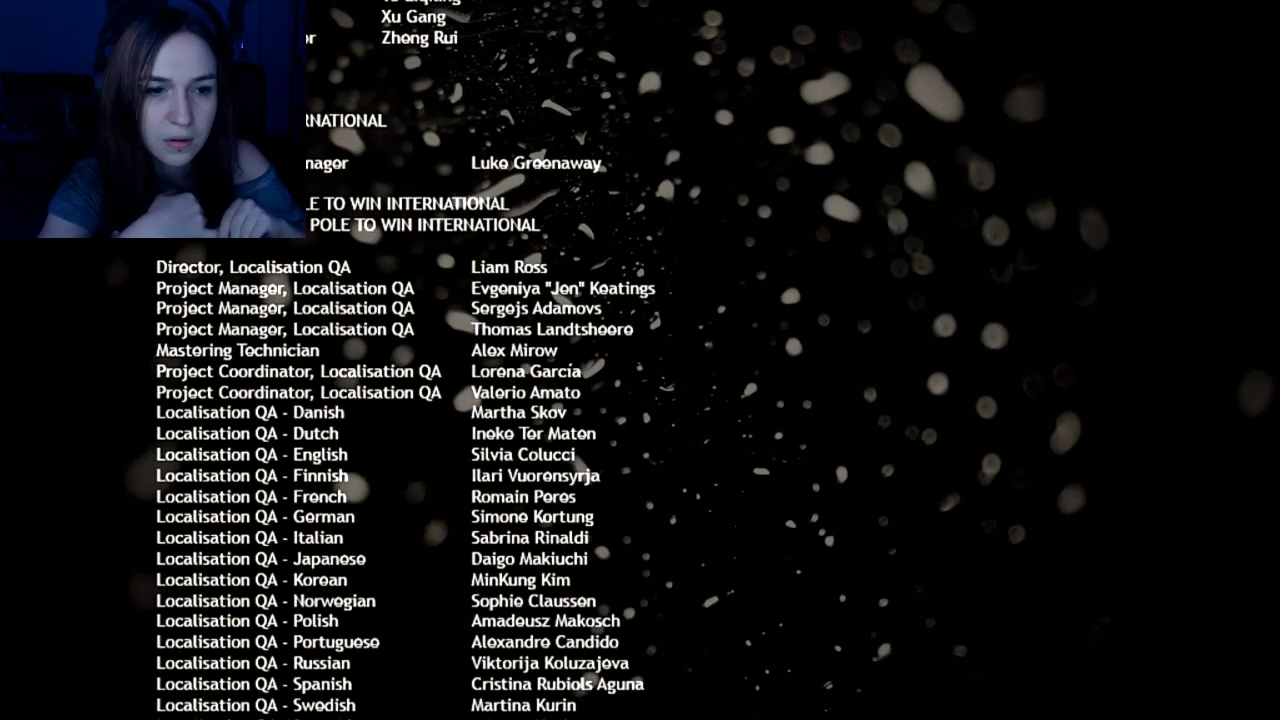 Xu Gang
or Zhong Rui
RNATIONAL
nager Luke Greenaway
LE TO WIN INTERNATIONAL
POLE TO WIN INTERNATIONAL
Director, Localisation QA Liam Ross
Project Manager, Localisation QA Evgeniya "Jen" Keatings
Project Manager, Localisation QA Sergejs Adamovs
Project Manager, Localisation QA Thomas Landtsheere
Mastering Technician Alex Mirow
Project Coordinator, Localisation QA Lorena García
Project Coordinator, Localisation QA Valerio Amato
Localisation QA - Danish Martha Skov
Localisation QA - Dutch Ineke Ter Maten
Localisation QA - English Silvia Colucci
Localisation QA - Finnish Ilari Vuorensyrja
Localisation QA - French Romain Peres
Localisation QA - German Simone Kortung
Localisation QA - Italian Sabrina Rinaldi
Localisation QA - Japanese Daigo Makiuchi
Localisation QA - Korean MinKung Kim
Localisation QA - Norwegian Sophie Claussen
Localisation QA - Polish Amadeusz Makosch
Localisation QA - Portuguese Alexandre Candido
Localisation QA - Russian Viktorija Koluzajeva
Localisation QA - Spanish Cristina Rubiols Aguna
Localisation QA - Swedish Martina Kurin